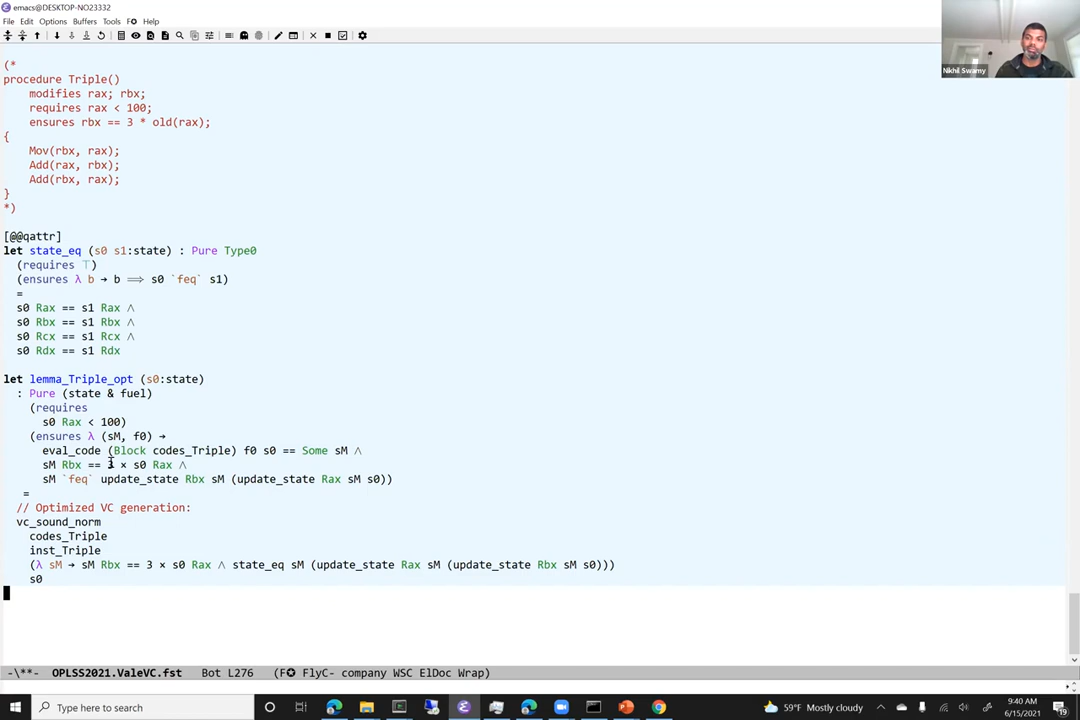 emacs@DESKTOP-NO23332
File Edit Options Buffers Tools F✪ Help
Nikhil Swamy
(*
procedure Triple()
    modifies rax; rbx;
    requires rax < 100;
    ensures rbx == 3 * old(rax);
{
    Mov(rbx, rax);
    Add(rax, rbx);
    Add(rbx, rax);
}
*)
[@@qattr]
let state_eq (s0 s1:state) : Pure Type0
  (requires ⊤)
  (ensures λ b → b ⟹ s0 `feq` s1)
  =
  s0 Rax == s1 Rax ∧
  s0 Rbx == s1 Rbx ∧
  s0 Rcx == s1 Rcx ∧
  s0 Rdx == s1 Rdx
let lemma_Triple_opt (s0:state)
  : Pure (state & fuel)
    (requires
      s0 Rax < 100)
    (ensures λ (sM, f0) →
      eval_code (Block codes_Triple) f0 s0 == Some sM ∧
      sM Rbx == 3 × s0 Rax ∧
      sM `feq` update_state Rbx sM (update_state Rax sM s0))
   =
  // Optimized VC generation:
  vc_sound_norm
    codes_Triple
    inst_Triple
    (λ sM → sM Rbx == 3 × s0 Rax ∧ state_eq sM (update_state Rax sM (update_state Rbx sM s0)))
    s0
-\**-  OPLSS2021.ValeVC.fst   Bot L276   (F✪ FlyC- company WSC ElDoc Wrap)
Type here to search
59°F Mostly cloudy
9:40 AM
6/15/2021
19